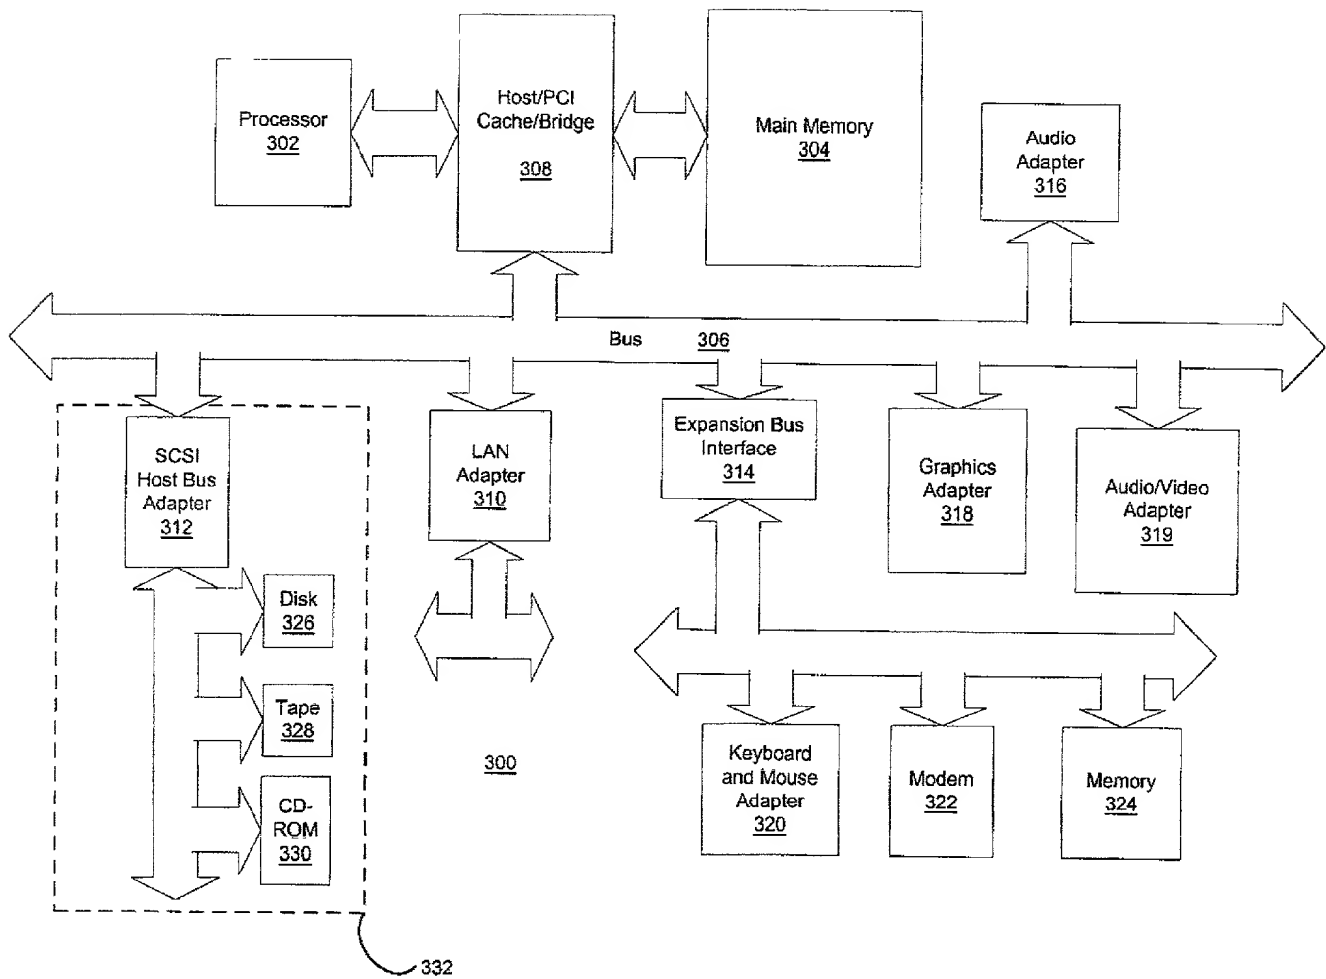 Processor
302
Host/PCI
Cache/Bridge
308
Main Memory
304
Audio
Adapter
316
Bus 306
SCSI
Host Bus
Adapter
312
LAN
Adapter
310
Expansion Bus
Interface
314
Graphics
Adapter
318
Audio/Video
Adapter
319
Disk
326
Tape
328
CD-
ROM
330
300
Keyboard
and Mouse
Adapter
320
Modem
322
Memory
324
332